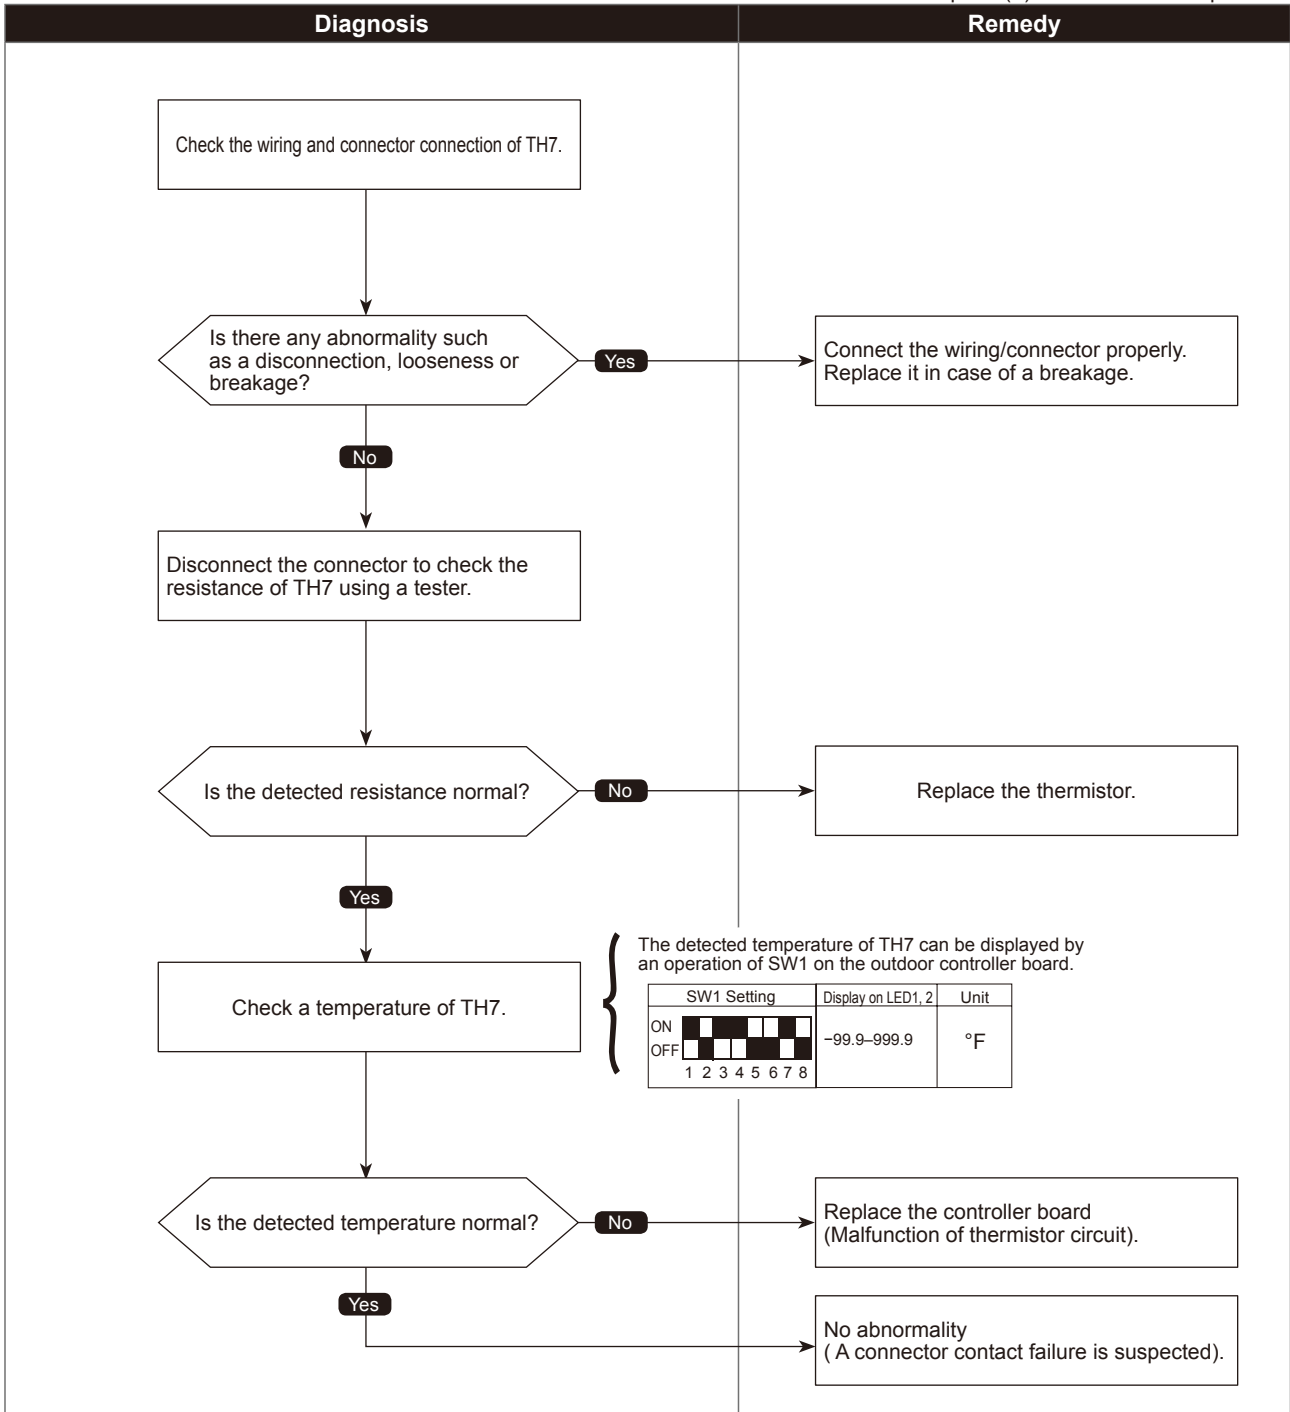 Diagnosis
Remedy
Check the wiring and connector connection of TH7.
Is there any abnormality such
as a disconnection, looseness or
breakage?
Yes
Connect the wiring/connector properly.
Replace it in case of a breakage.
No
Disconnect the connector to check the
resistance of TH7 using a tester.
Is the detected resistance normal?
No
Replace the thermistor.
Yes
The detected temperature of TH7 can be displayed by
an operation of SW1 on the outdoor controller board.
Check a temperature of TH7.
SW1 Setting
Display on LED1, 2
Unit
ON
OFF
1 2 3 4 5 6 7 8
−99.9–999.9
°F
Is the detected temperature normal?
No
Replace the controller board
(Malfunction of thermistor circuit).
Yes
No abnormality
( A connector contact failure is suspected).